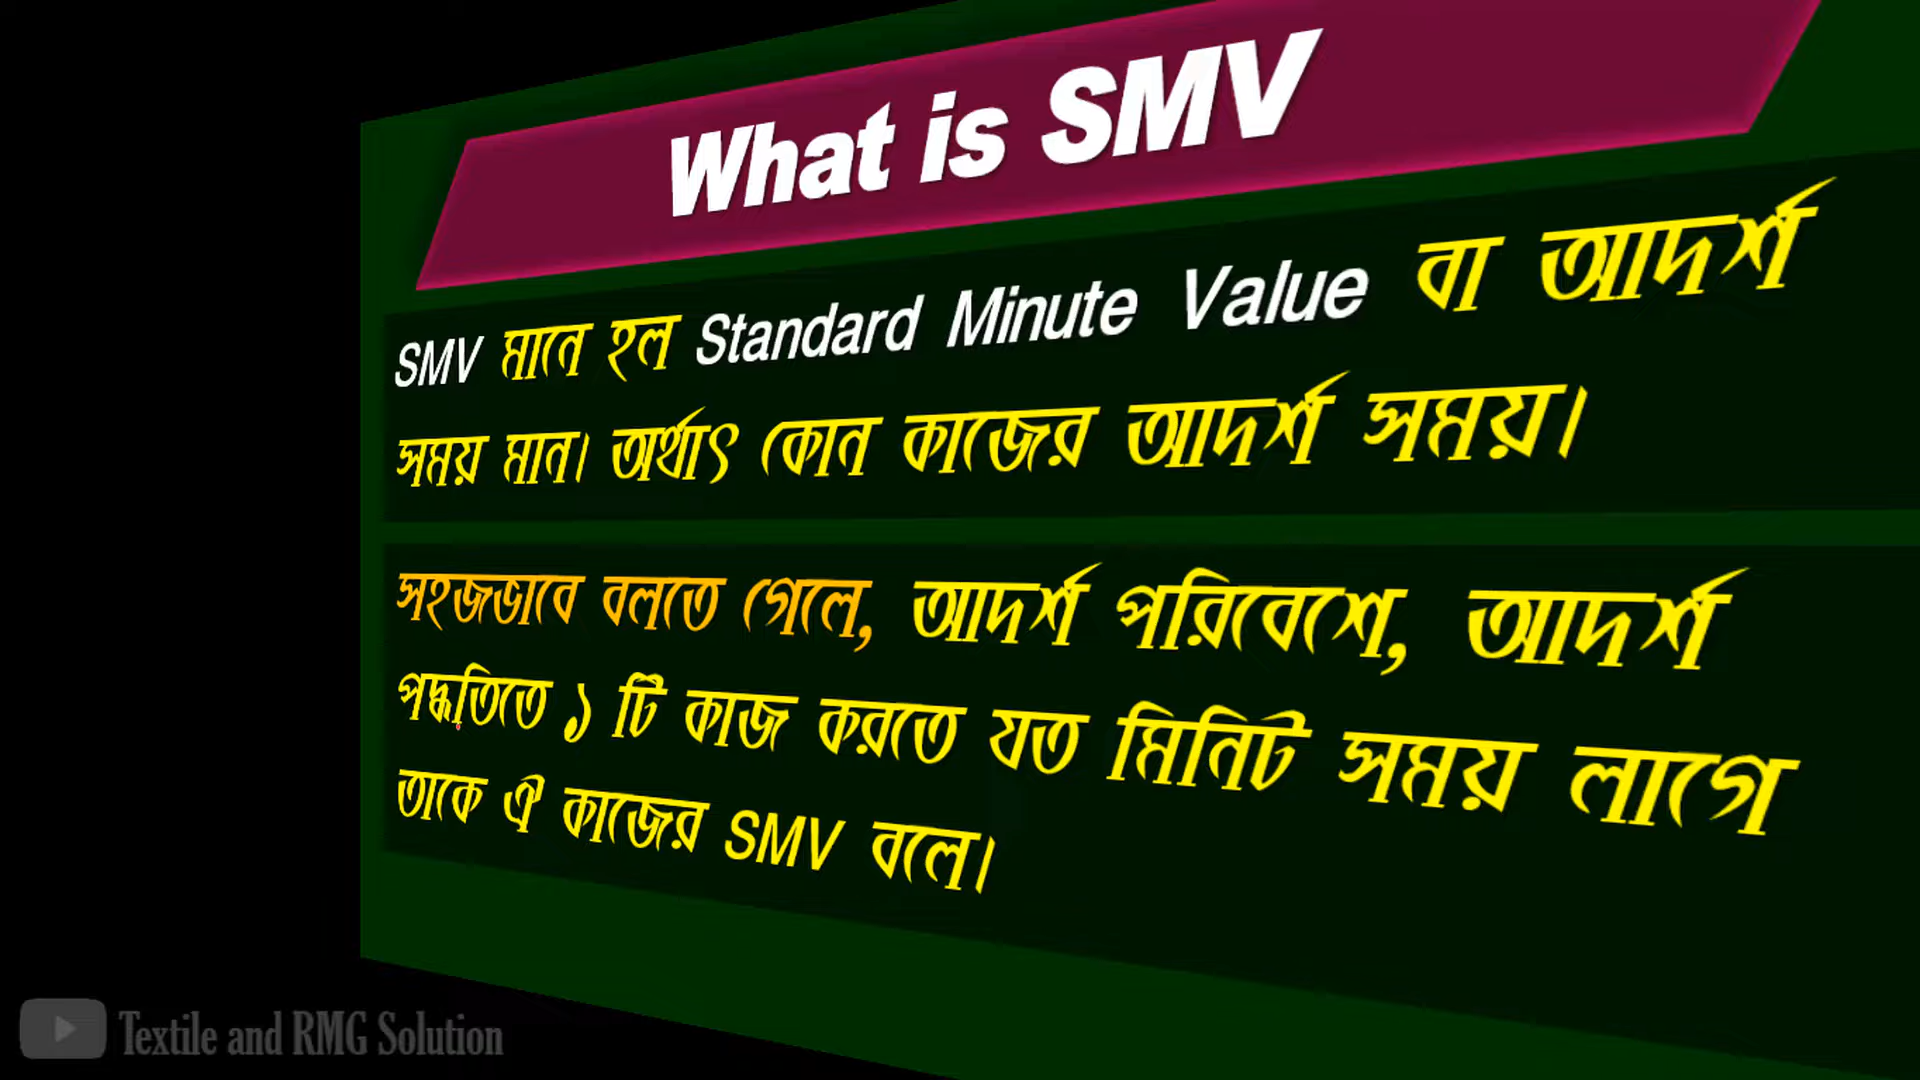 What is SMV
SMV মানে হল Standard Minute Value বা আদর্শ
সময় মান। অর্থাৎ কোন কাজের আদর্শ সময়।
সহজভাবে বলতে গেলে, আদর্শ পরিবেশে, আদর্শ
পদ্ধতিতে ১ টি কাজ করতে যত মিনিট সময় লাগে
তাকে ঐ কাজের SMV বলে।
Textile and RMG Solution